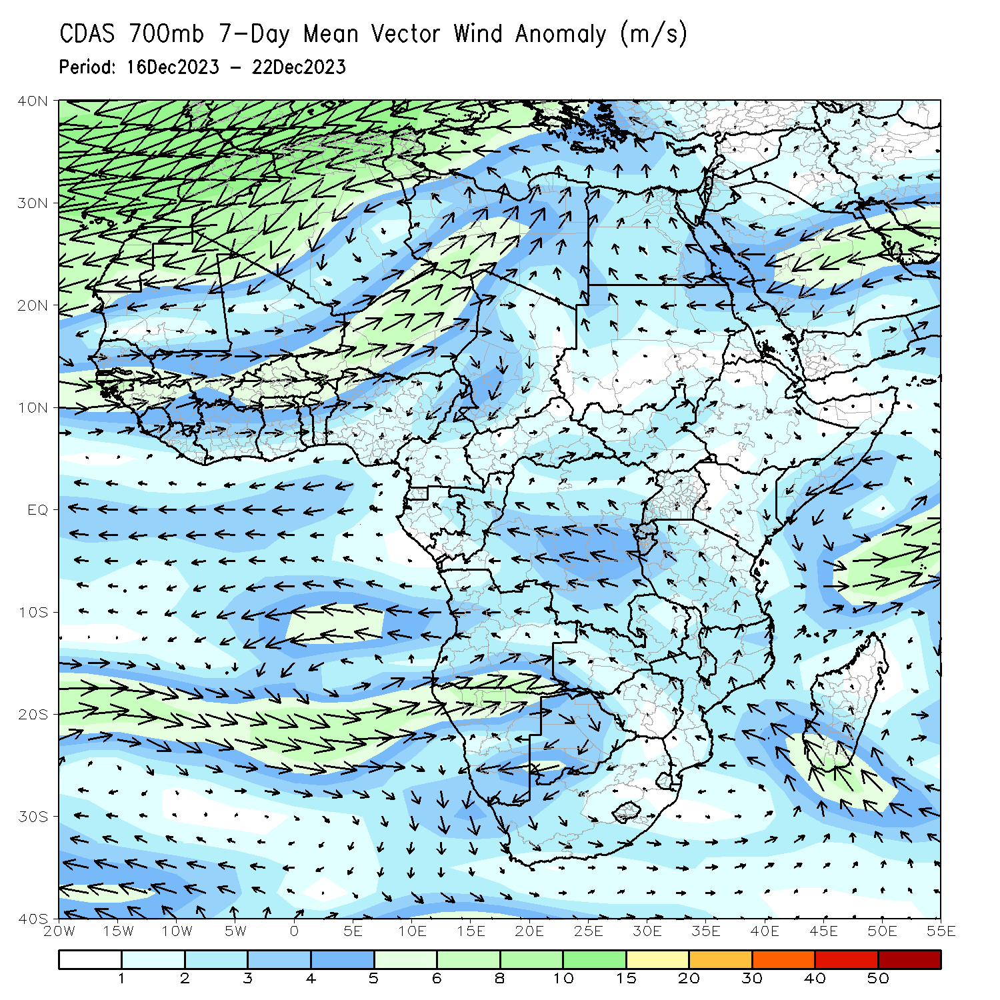 CDAS 700mb 7-Day Mean Vector Wind Anomaly (m/s)
Period: 16Dec2023 - 22Dec2023
40N
30N
20N
10N
EQ
10S
20S
30S
40S
20W 15W 10W 5W 0 5E 10E 15E 20E 25E 30E 35E 40E 45E 50E 55E
1 2 3 4 5 6 8 10 15 20 30 40 50